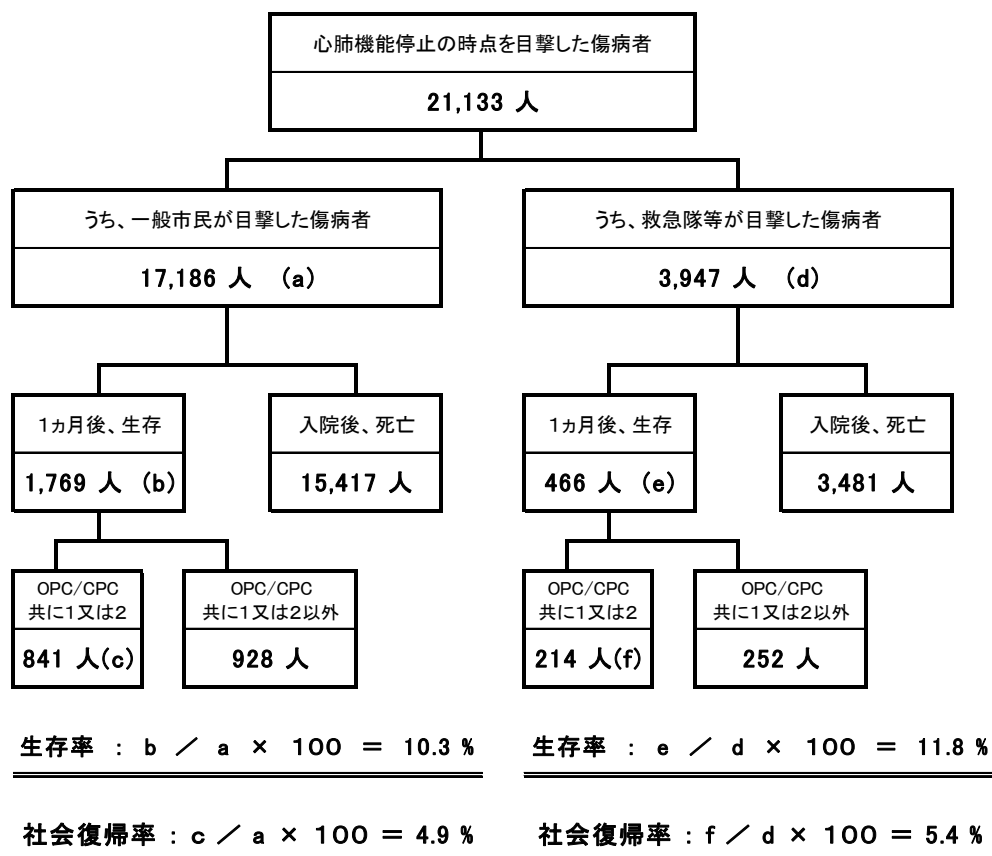 心肺機能停止の時点を目撃した傷病者
21,133 人
うち、一般市民が目撃した傷病者
17,186 人 (a)
うち、救急隊等が目撃した傷病者
3,947 人 (d)
1ヵ月後、生存
1,769 人 (b)
入院後、死亡
15,417 人
1ヵ月後、生存
466 人 (e)
入院後、死亡
3,481 人
OPC/CPC
共に1又は2
841 人(c)
OPC/CPC
共に1又は2以外
928 人
OPC/CPC
共に1又は2
214 人(f)
OPC/CPC
共に1又は2以外
252 人
生存率 : b / a × 100 = 10.3 %
生存率 : e / d × 100 = 11.8 %
社会復帰率 : c / a × 100 = 4.9 %
社会復帰率 : f / d × 100 = 5.4 %